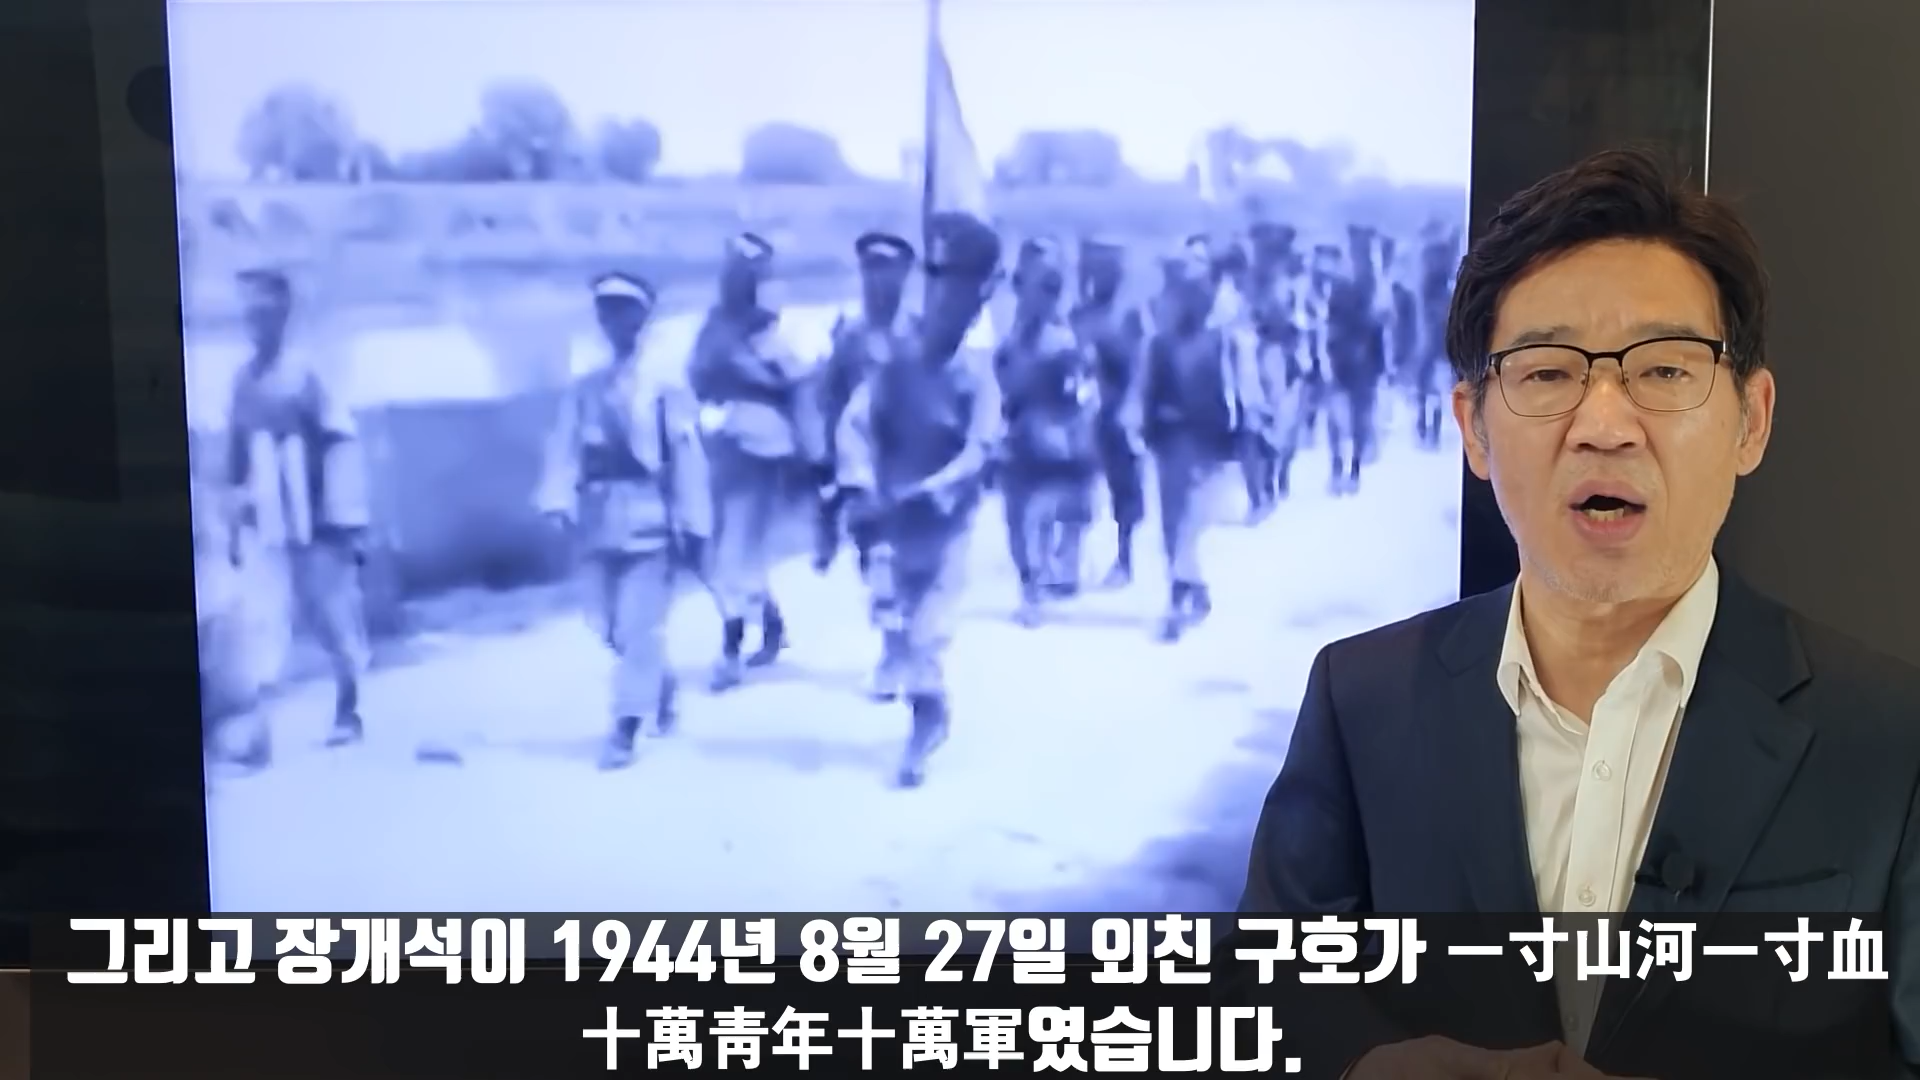 그리고 장개석이 1944년 8월 27일 외친 구호가 一寸山河一寸血
十萬靑年十萬軍였습니다.